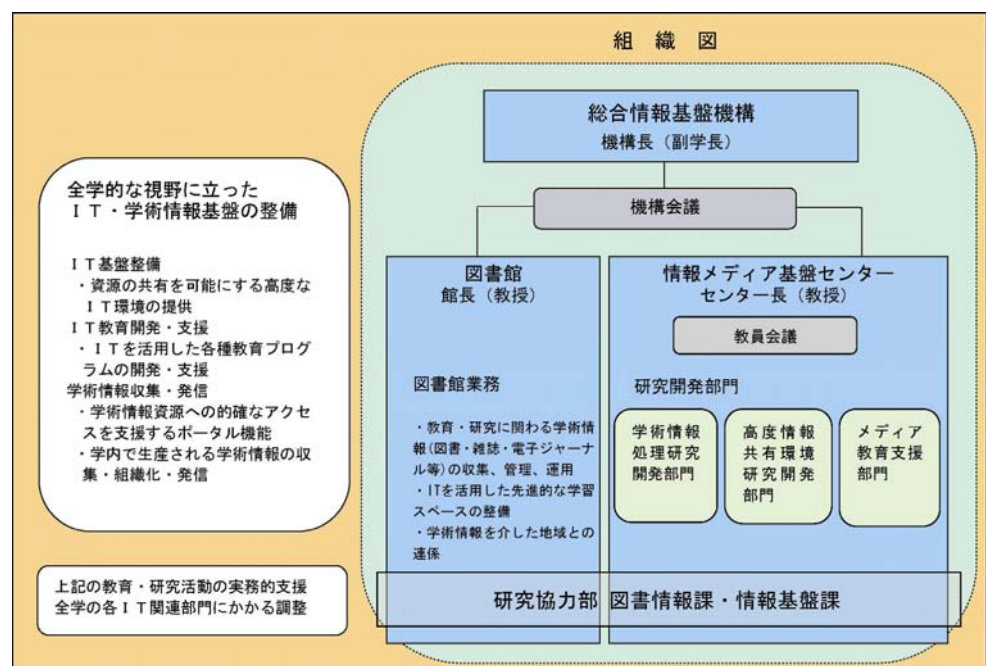 組 織 図
総合情報基盤機構
機構長（副学長）
機構会議
全学的な視野に立った
ＩＴ・学術情報基盤の整備
ＩＴ基盤整備
・資源の共有を可能にする高度な
ＩＴ環境の提供
ＩＴ教育開発・支援
・ＩＴを活用した各種教育プログ
ラムの開発・支援
学術情報収集・発信
・学術情報資源への的確なアクセ
スを支援するポータル機能
・学内で生産される学術情報の収
集・組織化・発信
上記の教育・研究活動の実務的支援
全学の各ＩＴ関連部門にかかる調整
図書館
館長（教授）
図書館業務
・教育・研究に関わる学術情
報(図書・雑誌・電子ジャーナ
ル等)の収集、管理、運用
・ITを活用した先進的な学習
スペースの整備
・学術情報を介した地域との
連係
情報メディア基盤センター
センター長（教授）
教員会議
研究開発部門
学術情報
処理研究
開発部門
高度情報
共有環境
研究開発
部門
メディア
教育支援
部門
研究協力部 図書情報課・情報基盤課